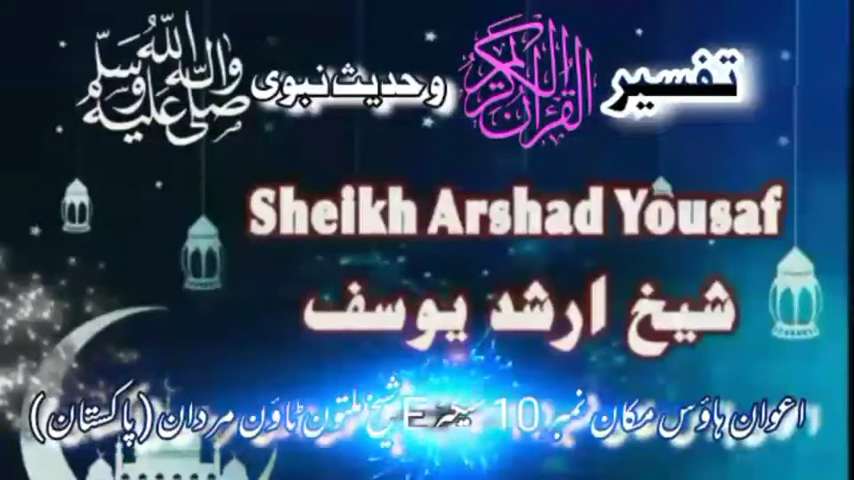 تفسیر القرآن الکریم و حدیث نبوی صلی اللہ علیہ وآلہ وسلم
Sheikh Arshad Yousaf
شیخ ارشد یوسف
اعوان ہاؤس مکان نمبر 10 سیکٹر E شیخ ملتون ٹاؤن مردان (پاکستان)